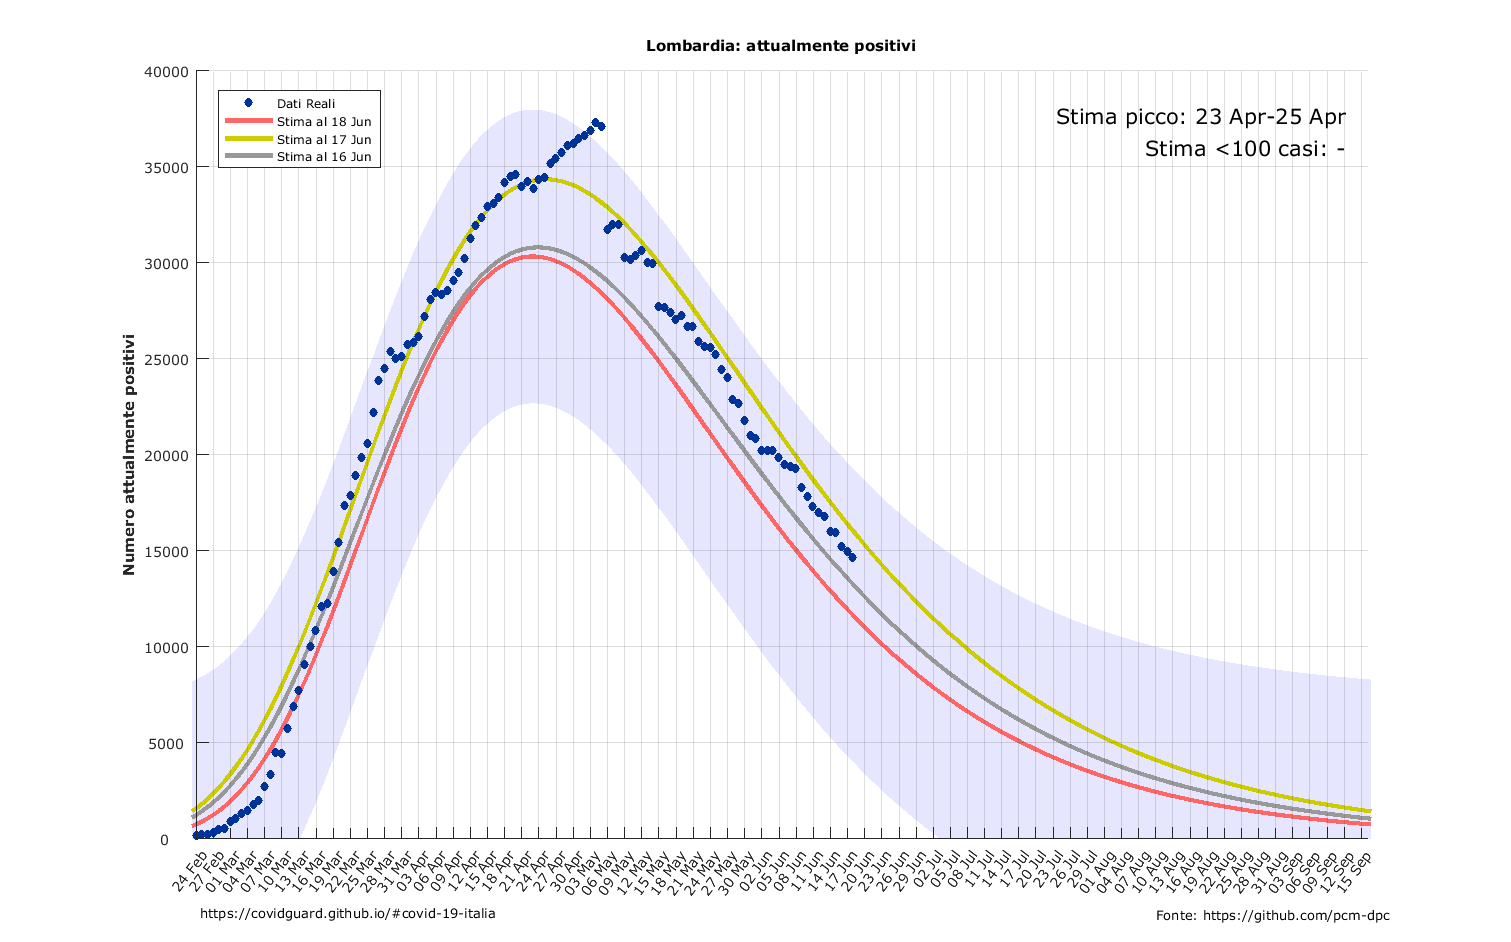 Lombardia: attualmente positivi
40000
35000
30000
25000
20000
15000
10000
5000
0
Numero attualmente positivi
Dati Reali
Stima al 18 Jun
Stima al 17 Jun
Stima al 16 Jun
Stima picco: 23 Apr-25 Apr
Stima <100 casi: -
24 Feb
27 Feb
01 Mar
04 Mar
07 Mar
10 Mar
13 Mar
16 Mar
19 Mar
22 Mar
25 Mar
28 Mar
31 Mar
03 Apr
06 Apr
09 Apr
12 Apr
15 Apr
18 Apr
21 Apr
24 Apr
27 Apr
30 Apr
03 May
06 May
09 May
12 May
15 May
18 May
21 May
24 May
27 May
30 May
02 Jun
05 Jun
08 Jun
11 Jun
14 Jun
17 Jun
20 Jun
23 Jun
26 Jun
29 Jun
02 Jul
05 Jul
08 Jul
11 Jul
14 Jul
17 Jul
20 Jul
23 Jul
26 Jul
29 Jul
01 Aug
04 Aug
07 Aug
10 Aug
13 Aug
16 Aug
19 Aug
22 Aug
25 Aug
28 Aug
31 Aug
03 Sep
06 Sep
09 Sep
12 Sep
15 Sep
https://covidguard.github.io/#covid-19-italia
Fonte: https://github.com/pcm-dpc